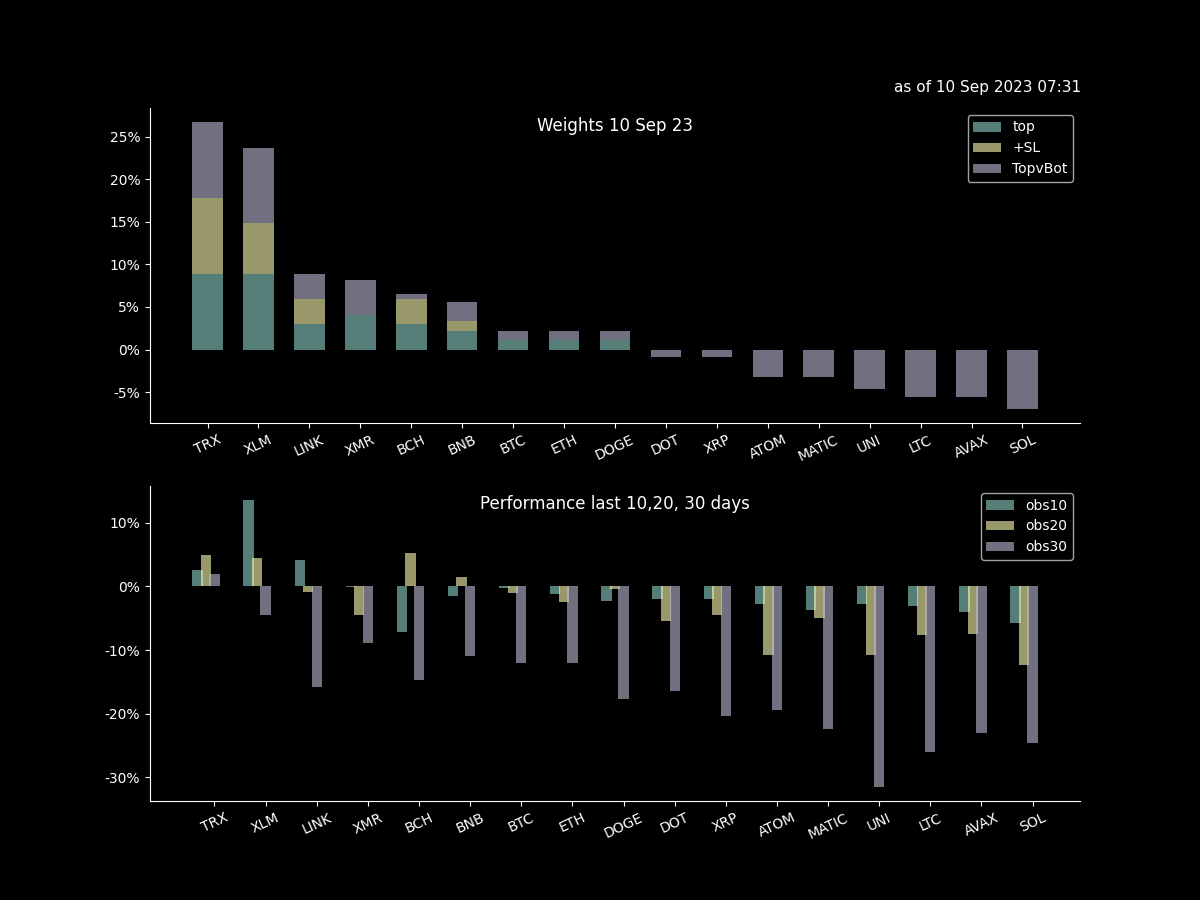 as of 10 Sep 2023 07:31
Weights 10 Sep 23
top
+SL
TopvBot
25%
20%
15%
10%
5%
0%
-5%
TRX XLM LINK XMR BCH BNB BTC ETH DOGE DOT XRP ATOM MATIC UNI LTC AVAX SOL
Performance last 10,20, 30 days
obs10
obs20
obs30
10%
0%
-10%
-20%
-30%
TRX XLM LINK XMR BCH BNB BTC ETH DOGE DOT XRP ATOM MATIC UNI LTC AVAX SOL